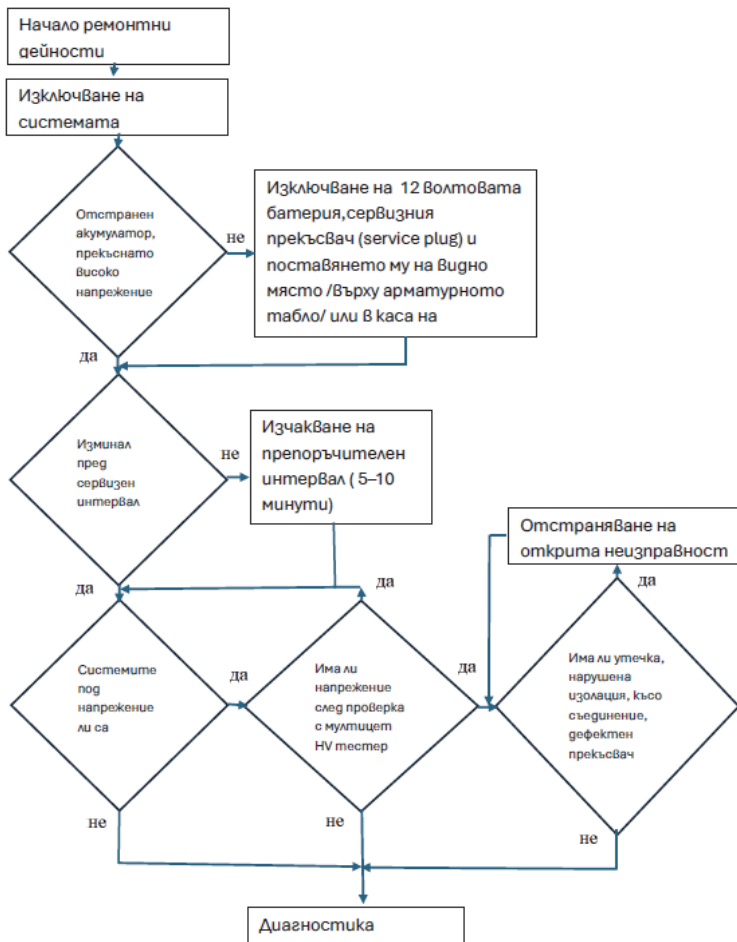 Начало ремонтни
дейности
Изключване на
системата
Отстранен
акумулатор,
прекъснато
високо
напрежение
не
Изключване на 12 волтовата
батерия,сервизния
прекъсвач (service plug) и
поставянето му на видно
място /върху арматурното
табло/ или в каса на
да
Изминал
пред
сервизен
интервал
не
Изчакване на
препоръчителен
интервал ( 5–10
минути)
Отстраняване на
открита неизправност
да
да
да
Системите
под
напрежение
ли са
да
Има ли
напрежение
след проверка
с мултицет
HV тестер
да
Има ли утечка,
нарушена
изолация, късо
съединение,
дефектен
прекъсвач
не
не
не
Диагностика